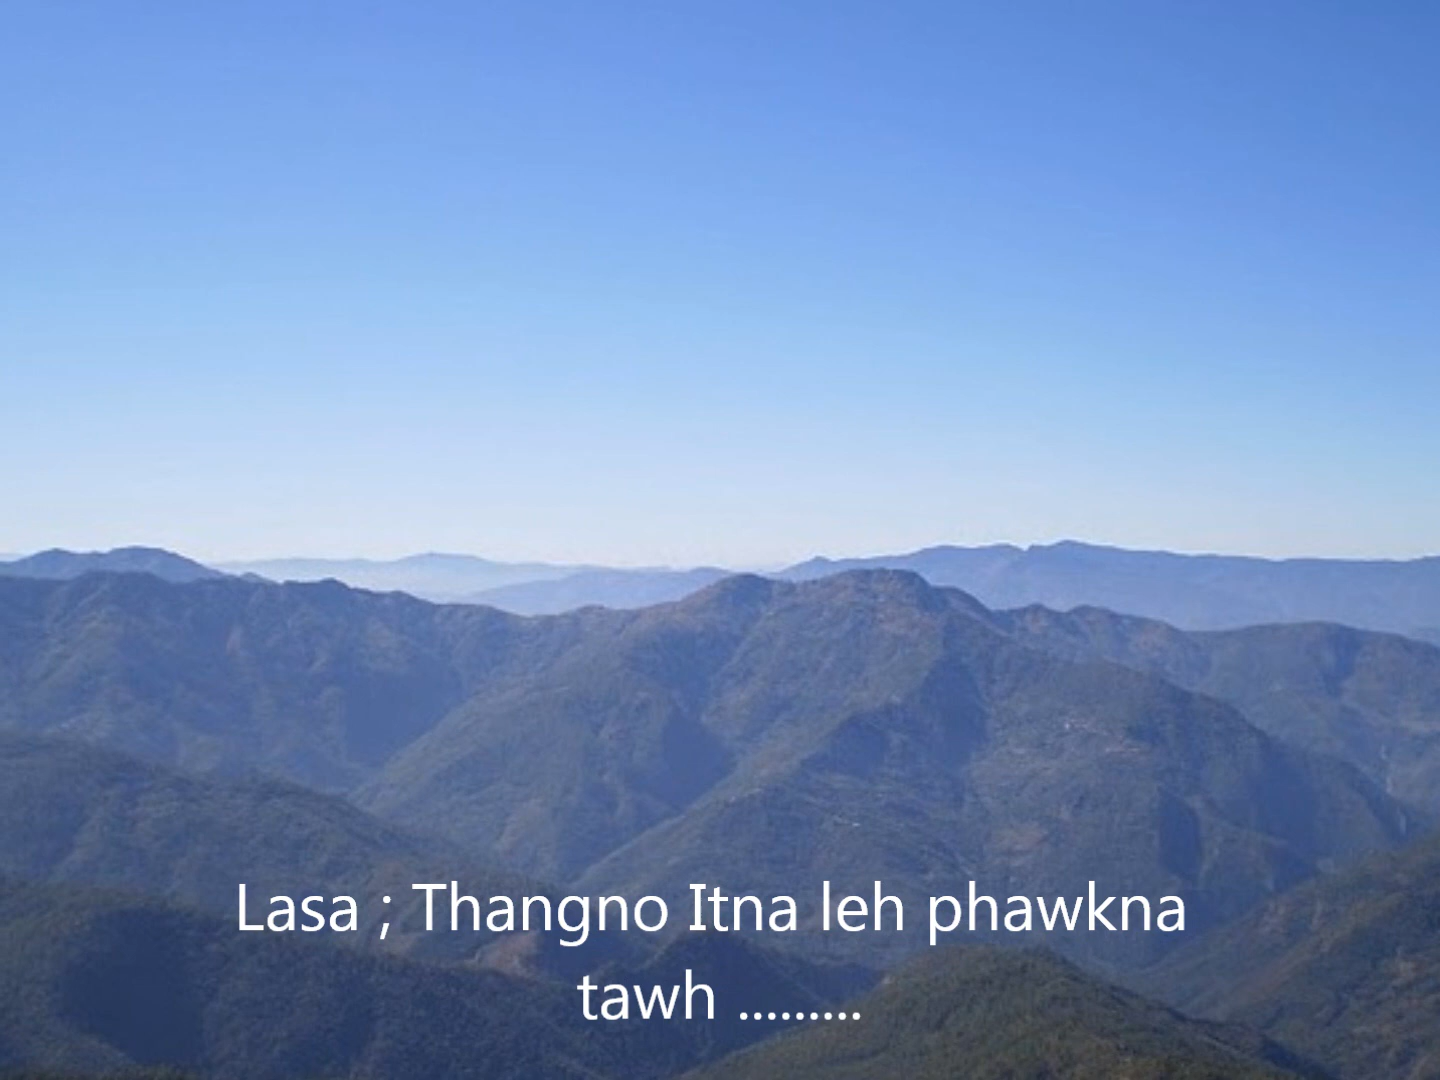 Lasa ; Thangno Itna leh phawkna
tawh .........